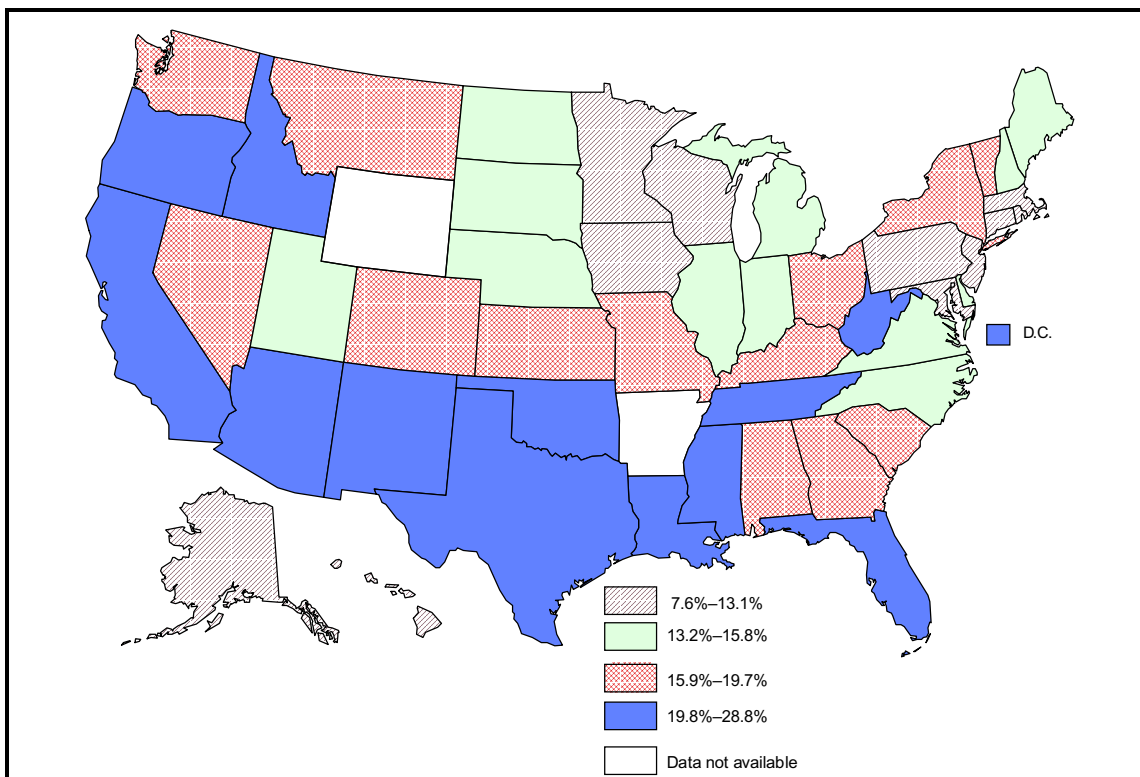 D.C.
7.6%–13.1%
13.2%–15.8%
15.9%–19.7%
19.8%–28.8%
Data not available